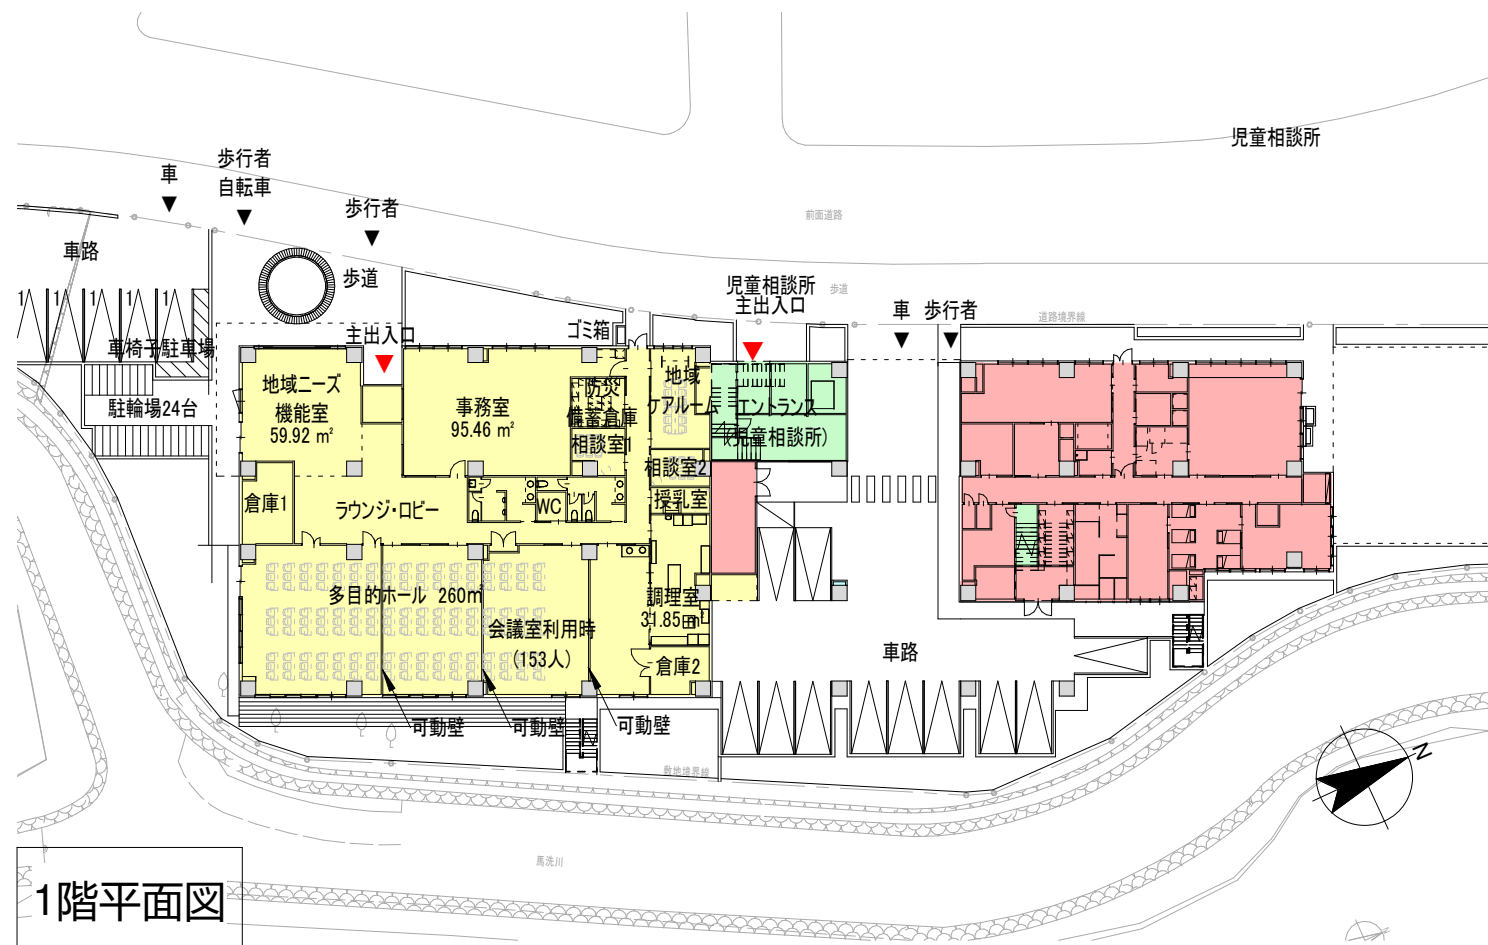 児童相談所
車
歩行者
自転車
歩行者
前面道路
車路
歩道
児童相談所
主出入口
歩道
車
歩行者
道路境界線
ゴミ箱
主出入口
1
1
1
1
1
車椅子駐車場
駐輪場24台
地域ニーズ
機能室
59.92 ㎡
事務室
95.46 ㎡
防災
備蓄倉庫
相談室1
地域
ケアルーム
エントランス
(児童相談所)
相談室2
授乳室
倉庫1
ラウンジ・ロビー
WC
多目的ホール 260㎡
会議室利用時
(153人)
調理室
31.85 ㎡
倉庫2
車路
可動壁
可動壁
可動壁
敷地境界線
馬洗川
N
1階平面図